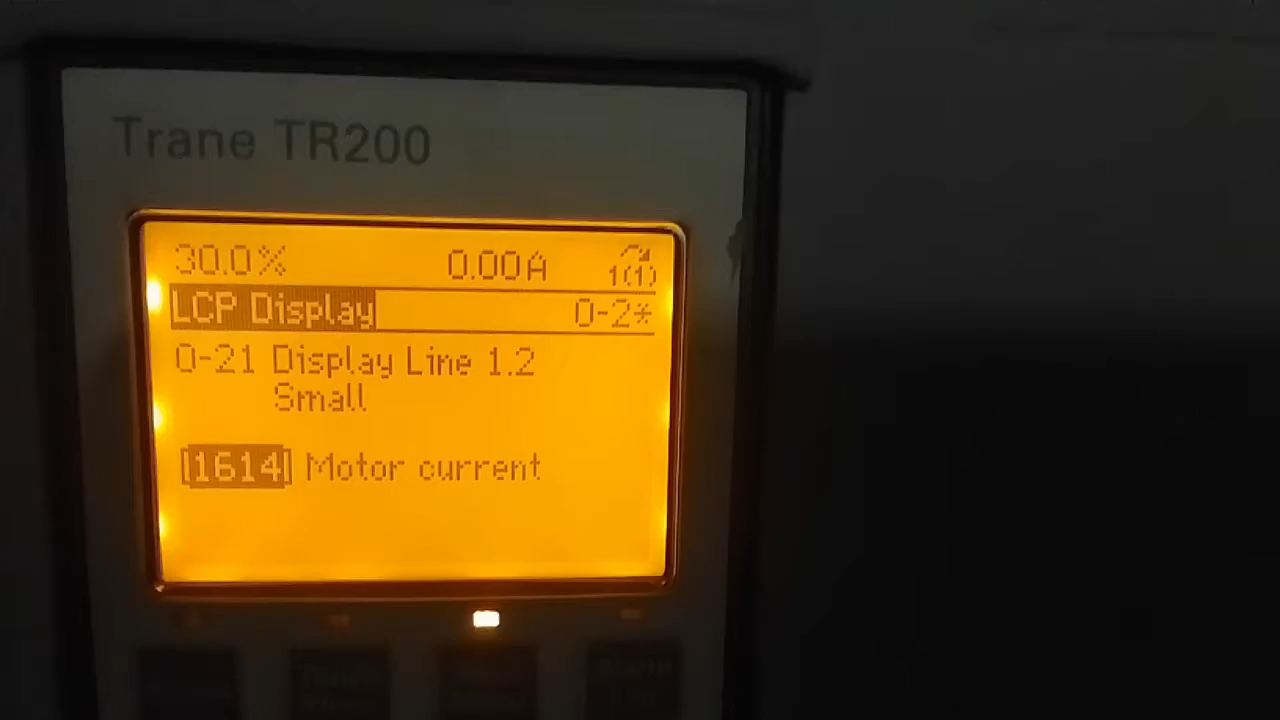 Trane TR200
30.0% 0.00A 1(1)
LCP Display 0-2*
0-21 Display Line 1.2
Small
[1614] Motor current